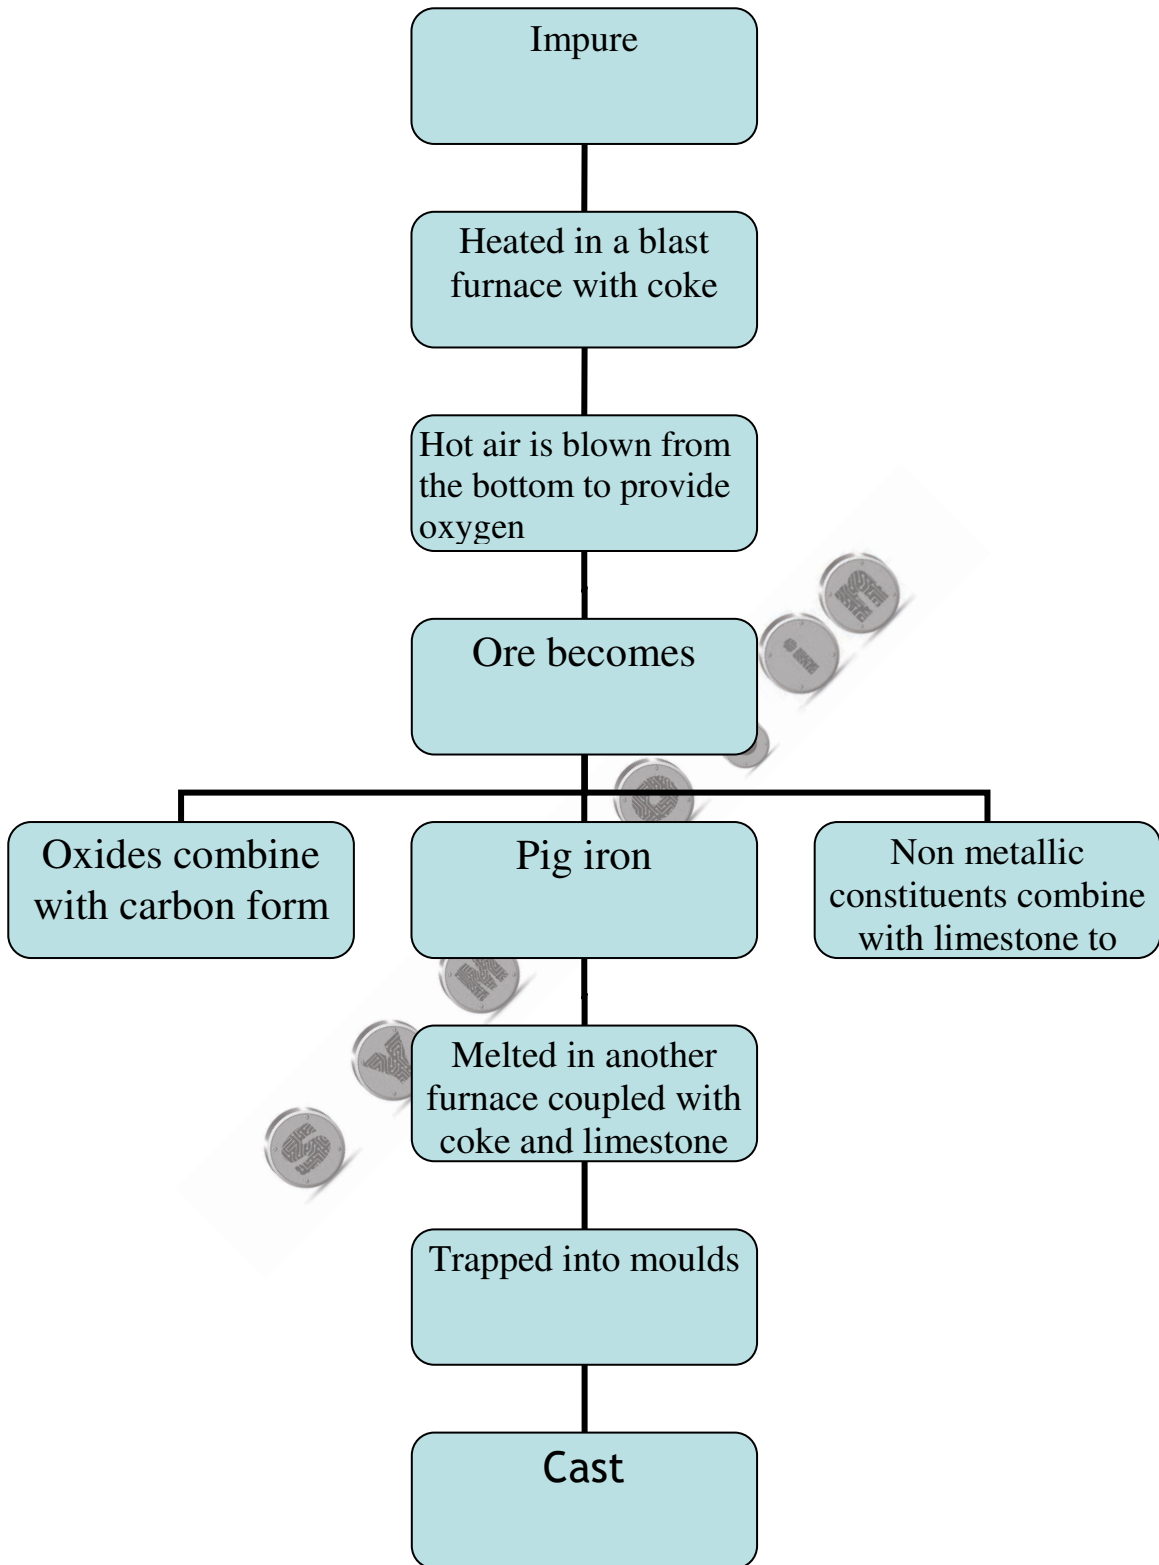 Impure
Heated in a blast
furnace with coke
Hot air is blown from
the bottom to provide
oxygen
Ore becomes
Oxides combine
with carbon form
Pig iron
Non metallic
constituents combine
with limestone to
Melted in another
furnace coupled with
coke and limestone
Trapped into moulds
Cast